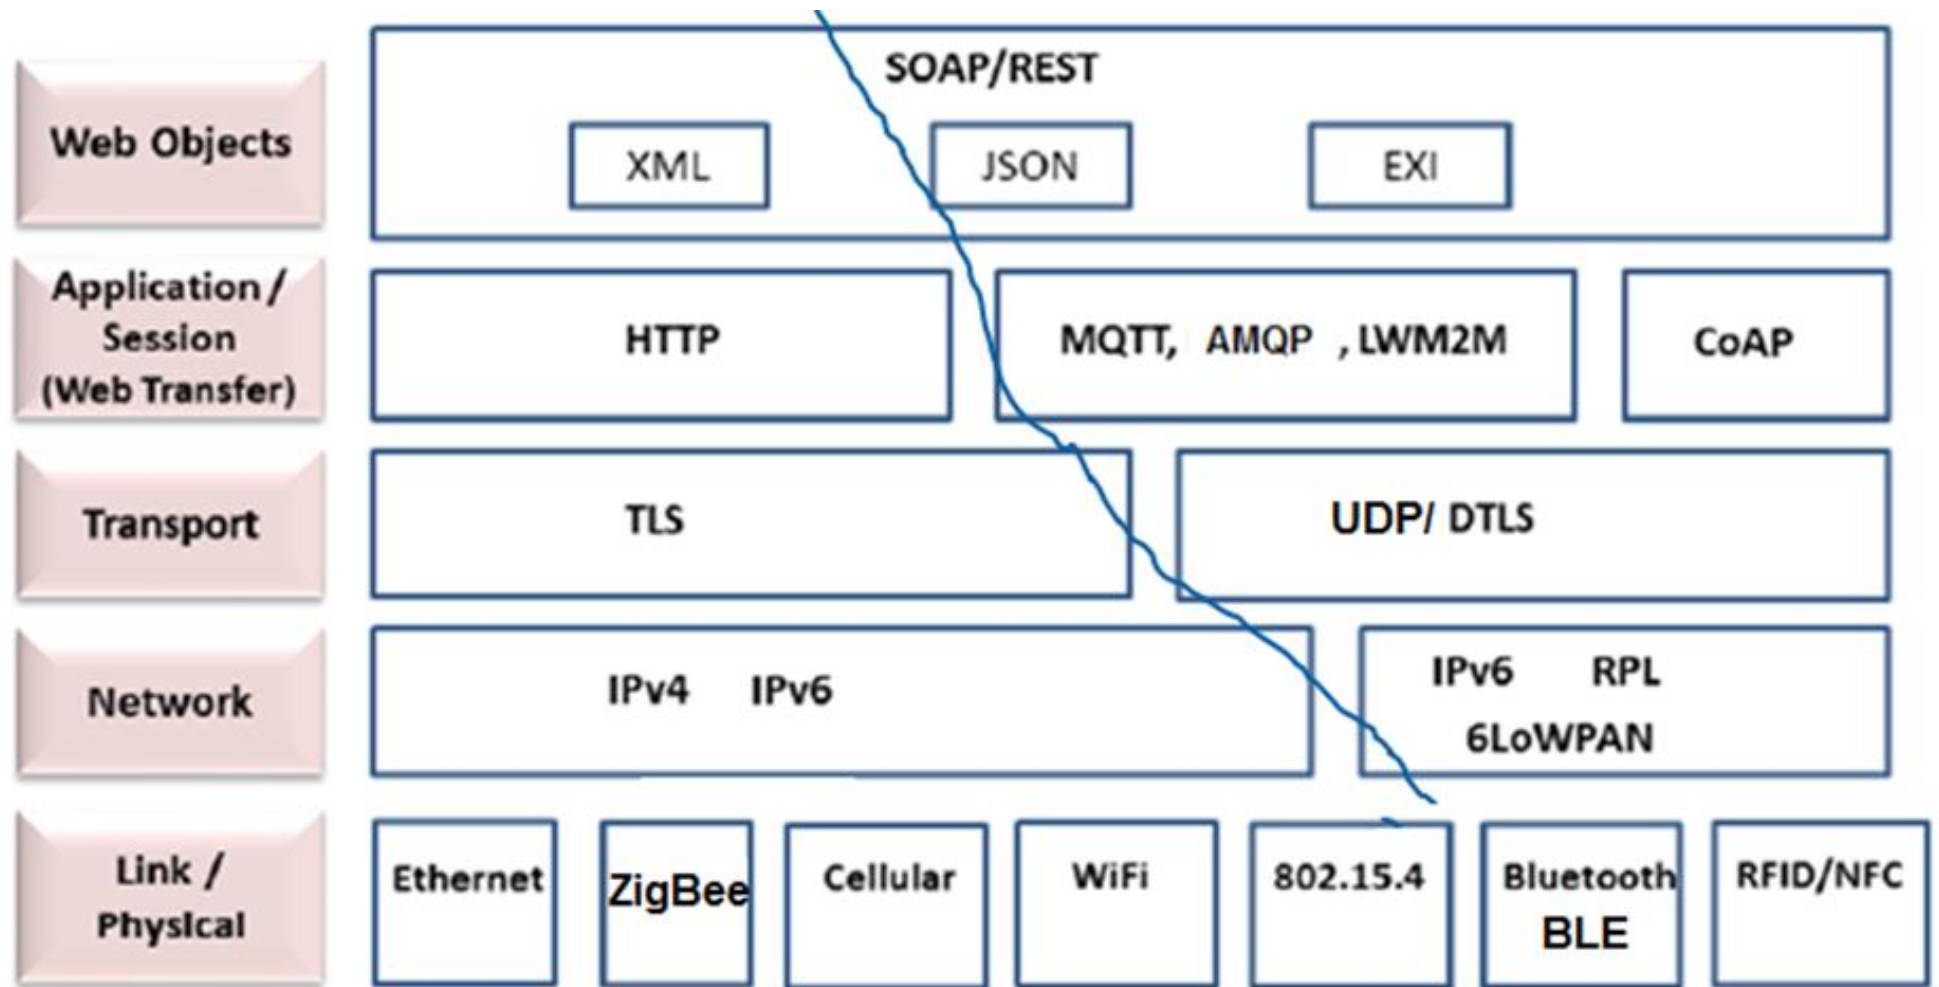 SOAP/REST
Web Objects
XML JSON EXI
Application /
Session
(Web Transfer)
HTTP
MQTT, AMQP , LWM2M
CoAP
Transport
TLS
UDP/ DTLS
Network
IPv4 IPv6
IPv6 RPL
6LoWPAN
Link /
Physical
Ethernet
ZigBee
Cellular
WiFi
802.15.4
Bluetooth
BLE
RFID/NFC